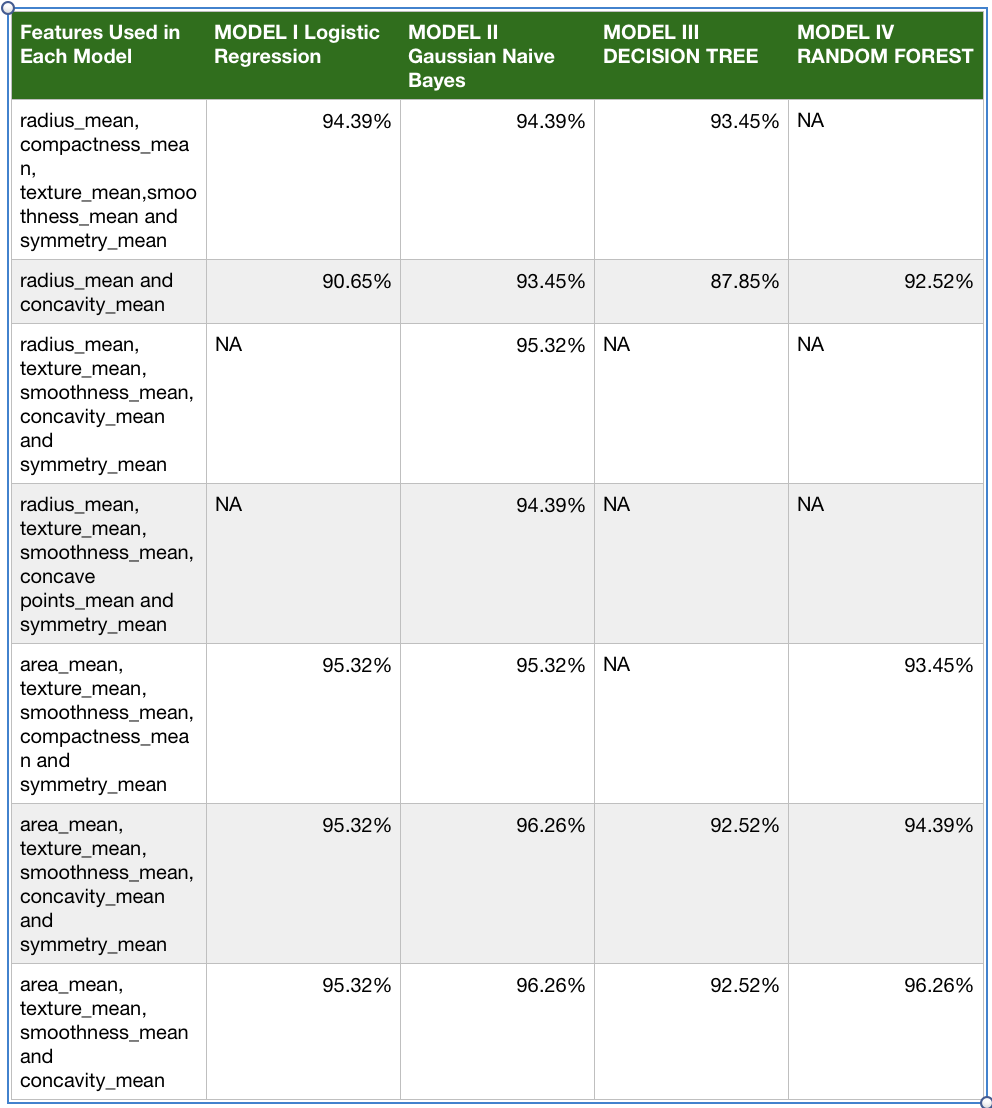 Features Used in Each Model | MODEL I Logistic Regression | MODEL II Gaussian Naive Bayes | MODEL III DECISION TREE | MODEL IV RANDOM FOREST
radius_mean, compactness_mean, texture_mean,smoothness_mean and symmetry_mean | 94.39% | 94.39% | 93.45% | NA
radius_mean and concavity_mean | 90.65% | 93.45% | 87.85% | 92.52%
radius_mean, texture_mean, smoothness_mean, concavity_mean and symmetry_mean | NA | 95.32% | NA | NA
radius_mean, texture_mean, smoothness_mean, concave points_mean and symmetry_mean | NA | 94.39% | NA | NA
area_mean, texture_mean, smoothness_mean, compactness_mean and symmetry_mean | 95.32% | 95.32% | NA | 93.45%
area_mean, texture_mean, smoothness_mean, concavity_mean and symmetry_mean | 95.32% | 96.26% | 92.52% | 94.39%
area_mean, texture_mean, smoothness_mean and concavity_mean | 95.32% | 96.26% | 92.52% | 96.26%